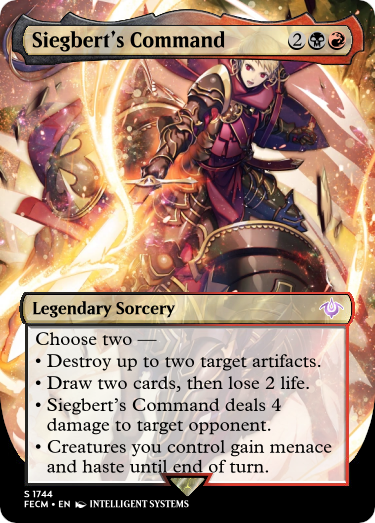 Siegbert's Command 2
Legendary Sorcery
Choose two —
• Destroy up to two target artifacts.
• Draw two cards, then lose 2 life.
• Siegbert's Command deals 4
damage to target opponent.
• Creatures you control gain menace
and haste until end of turn.
S 1744
FECM • EN INTELLIGENT SYSTEMS